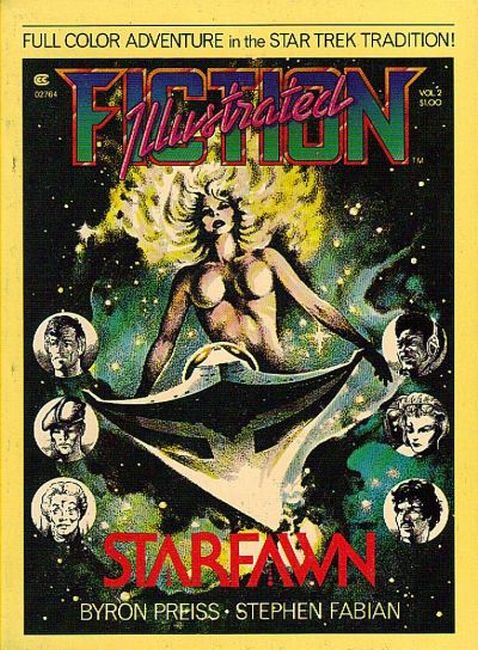 FULL COLOR ADVENTURE in the STAR TREK TRADITION!
CC
02764
FICTION
Illustrated
VOL. 2
$1.00
TM
STARFAWN
BYRON PREISS · STEPHEN FABIAN